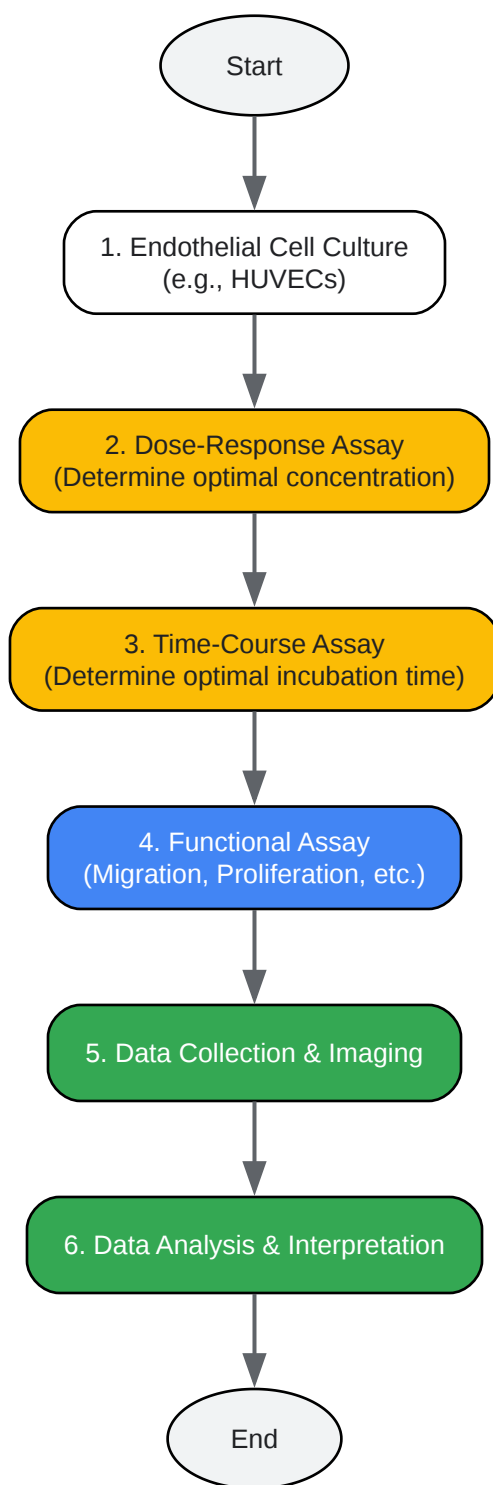 Start
1. Endothelial Cell Culture
(e.g., HUVECs)
2. Dose-Response Assay
(Determine optimal concentration)
3. Time-Course Assay
(Determine optimal incubation time)
4. Functional Assay
(Migration, Proliferation, etc.)
5. Data Collection & Imaging
6. Data Analysis & Interpretation
End